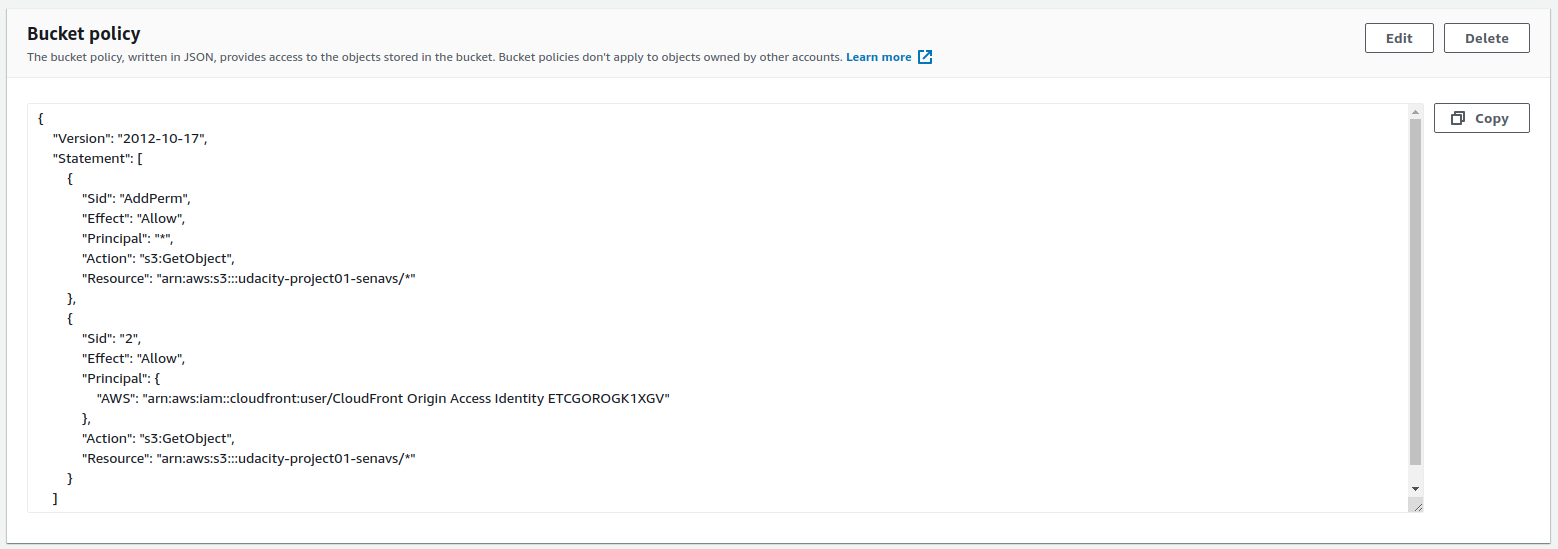 Bucket policy
Edit
Delete
The bucket policy, written in JSON, provides access to the objects stored in the bucket. Bucket policies don't apply to objects owned by other accounts. Learn more
Copy
{
"Version": "2012-10-17",
"Statement": [
{
"Sid": "AddPerm",
"Effect": "Allow",
"Principal": "*",
"Action": "s3:GetObject",
"Resource": "arn:aws:s3:::udacity-project01-senavs/*"
},
{
"Sid": "2",
"Effect": "Allow",
"Principal": {
"AWS": "arn:aws:iam::cloudfront:user/CloudFront Origin Access Identity ETCGOROGK1XGV"
},
"Action": "s3:GetObject",
"Resource": "arn:aws:s3:::udacity-project01-senavs/*"
}
]